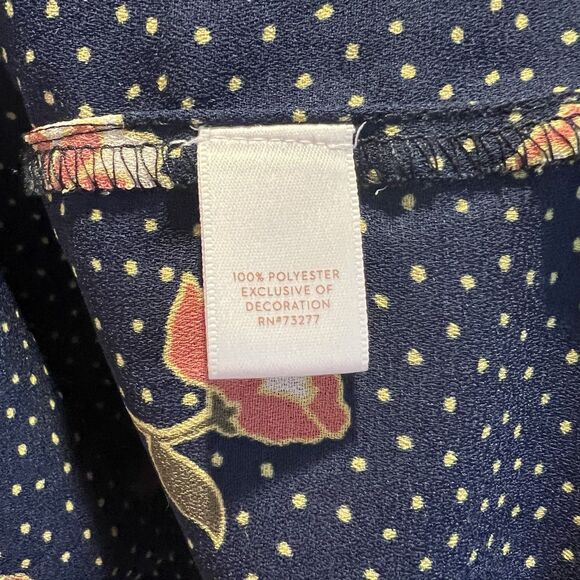 100% POLYESTER
EXCLUSIVE OF
DECORATION
RN#73277